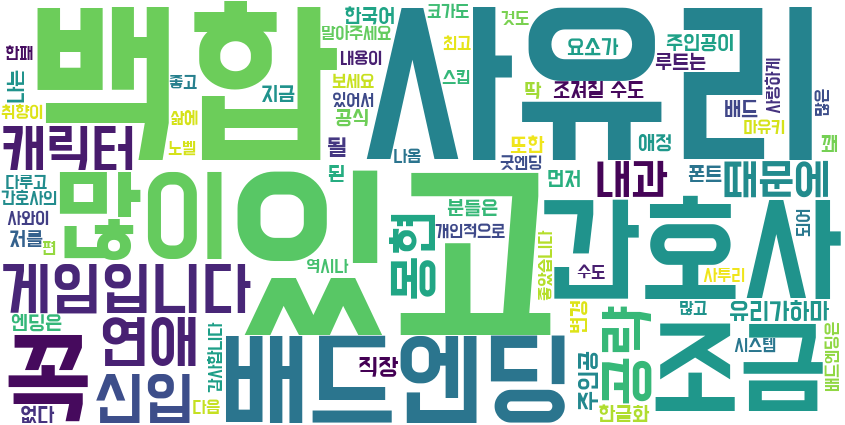 백합
사유리
한국어
코가도
것도
말아주세요
최고
요소가
주인공이
한패
나는
좋고
내용이
보세요
스킵
루트는
사랑하게
취향이
삶에
지금
있어서
공식
딱
조져질 수도
배드
많은
캐릭터
노벨
될
나옴
또한
굿엔딩
애정
마유키
깨
다루고
간호사의
많이
있고
된
먼저
내과
폰트
때문에
사와이
저를
편
분들은
개인적으로
몽현
간호사
되어
역시나
좋았습니다
수도
사투리
게임입니다
엔딩은
연애
감사합니다
변경
공략
많고
유리가하마
꼭
신입
배드엔딩
직장
주인공
조금
시스템
배드엔딩은
없다
다음
한글화